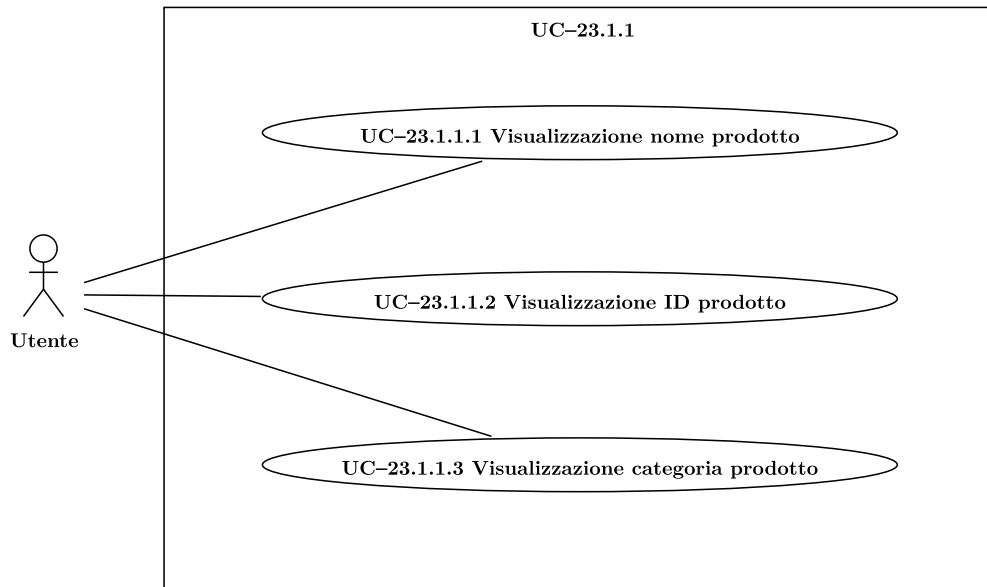 UC–23.1.1
UC–23.1.1.1 Visualizzazione nome prodotto
UC–23.1.1.2 Visualizzazione ID prodotto
Utente
UC–23.1.1.3 Visualizzazione categoria prodotto